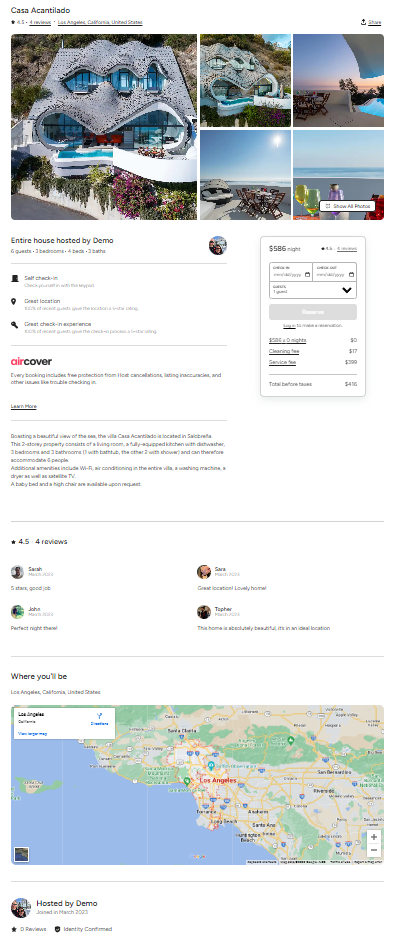 Casa Acantilado
★ 4.5 • 4 reviews • Los Angeles, California, United States
Share
Show All Photos
Entire house hosted by Demo
6 guests • 3 bedrooms • 4 beds • 3 baths
Self check-in
Check yourself in with the keypad.
Great location
100% of recent guests gave the location a 5-star rating.
Great check-in experience
100% of recent guests gave the check-in process a 5-star rating.
$586 night
★ 4.5 • 4 reviews
CHECK-IN
mm/dd/yyyy
CHECK-OUT
mm/dd/yyyy
GUESTS
1 guest
Reserve
Log in to make a reservation.
$586 x 0 nights $0
Cleaning fee $17
Service fee $399
Total before taxes $416
aircover
Every booking includes free protection from Host cancellations, listing inaccuracies, and
other issues like trouble checking in.
Learn More
Boasting a beautiful view of the sea, the villa Casa Acantilado is located in Salobreña.
This 2-storey property consists of a living room, a fully-equipped kitchen with dishwasher,
3 bedrooms and 3 bathrooms (1 with bathtub, the other 2 with shower) and can therefore
accommodate 6 people.
Additional amenities include Wi-Fi, air conditioning in the entire villa, a washing machine, a
dryer as well as satellite TV.
A baby bed and a high chair are available upon request.
★ 4.5 · 4 reviews
Sarah
March 2023
5 stars, good job
Sara
March 2023
Great location! Lovely home!
John
March 2023
Perfect night there!
Topher
March 2023
This home is absolutely beautiful, it's in an ideal location
Where you'll be
Los Angeles, California, United States
Los Angeles
California
Directions
View larger map
Santa Clarita
Los Angeles
San Bernardino
Riverside
Torrance
Anaheim
Long Beach
Santa Ana
Huntington
Beach
Hosted by Demo
Joined in March 2023
★ 0 Reviews
Identity Confirmed